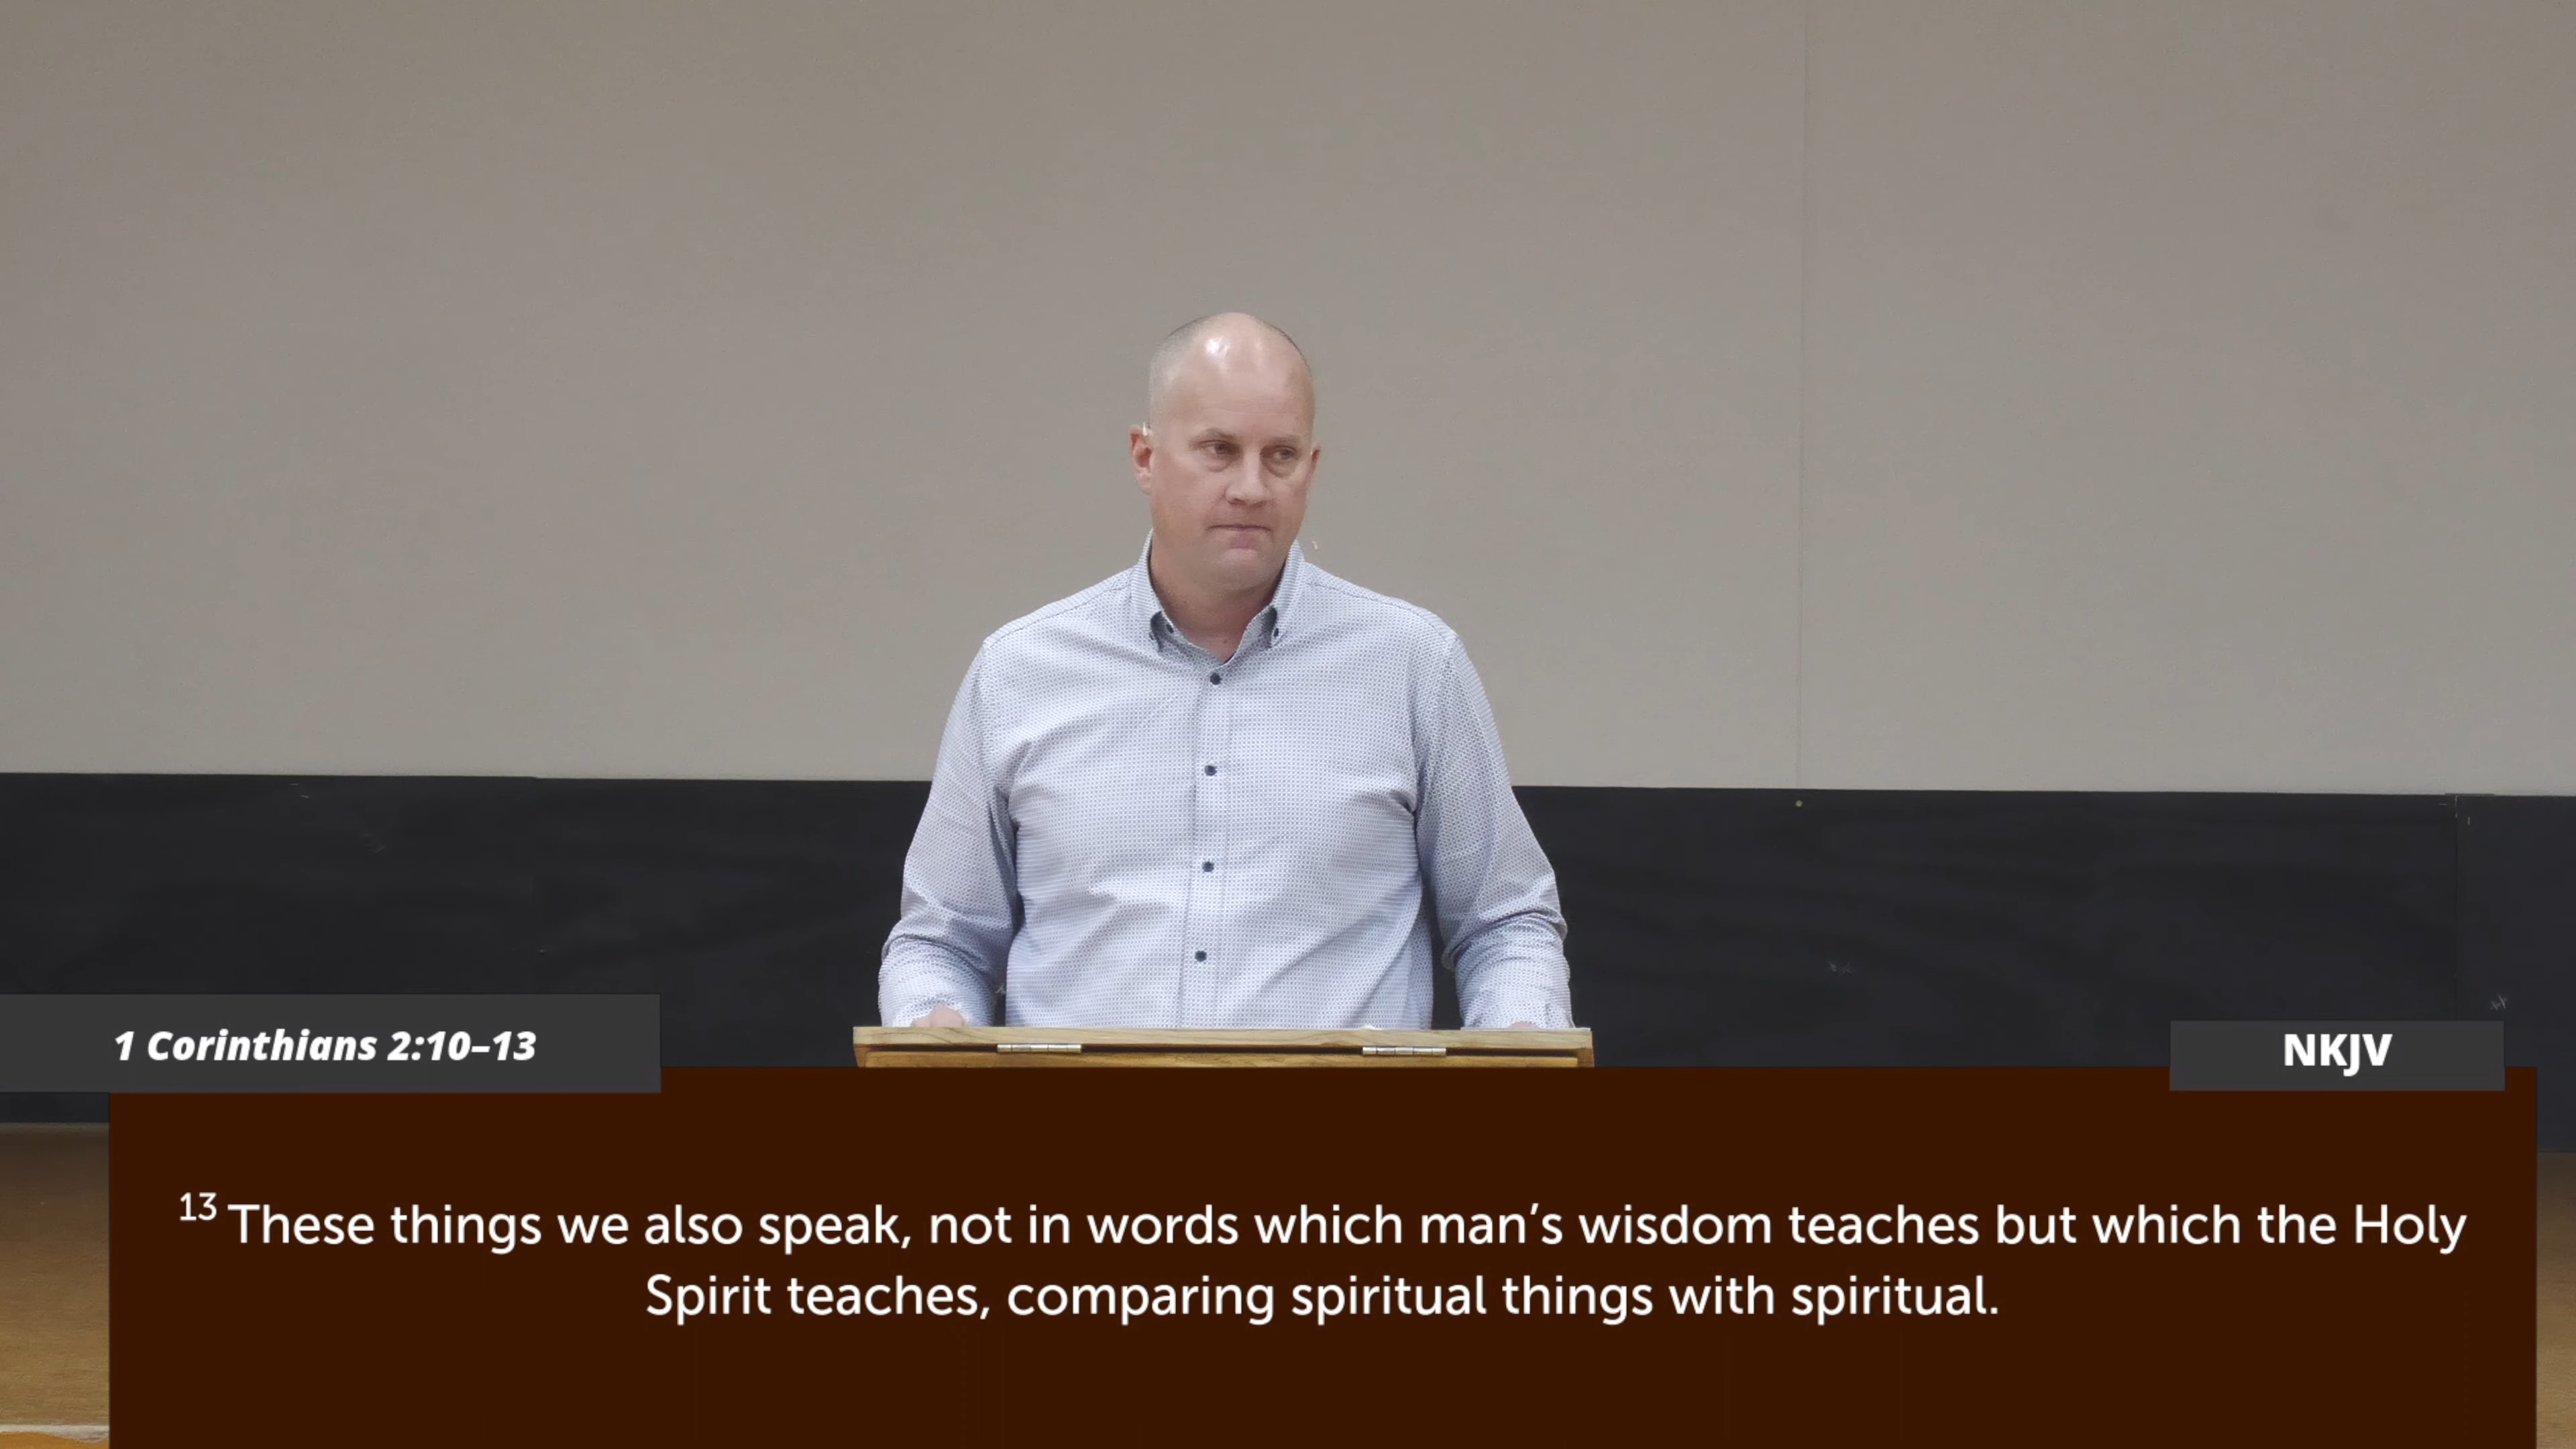 1 Corinthians 2:10–13
NKJV
13 These things we also speak, not in words which man’s wisdom teaches but which the Holy
Spirit teaches, comparing spiritual things with spiritual.